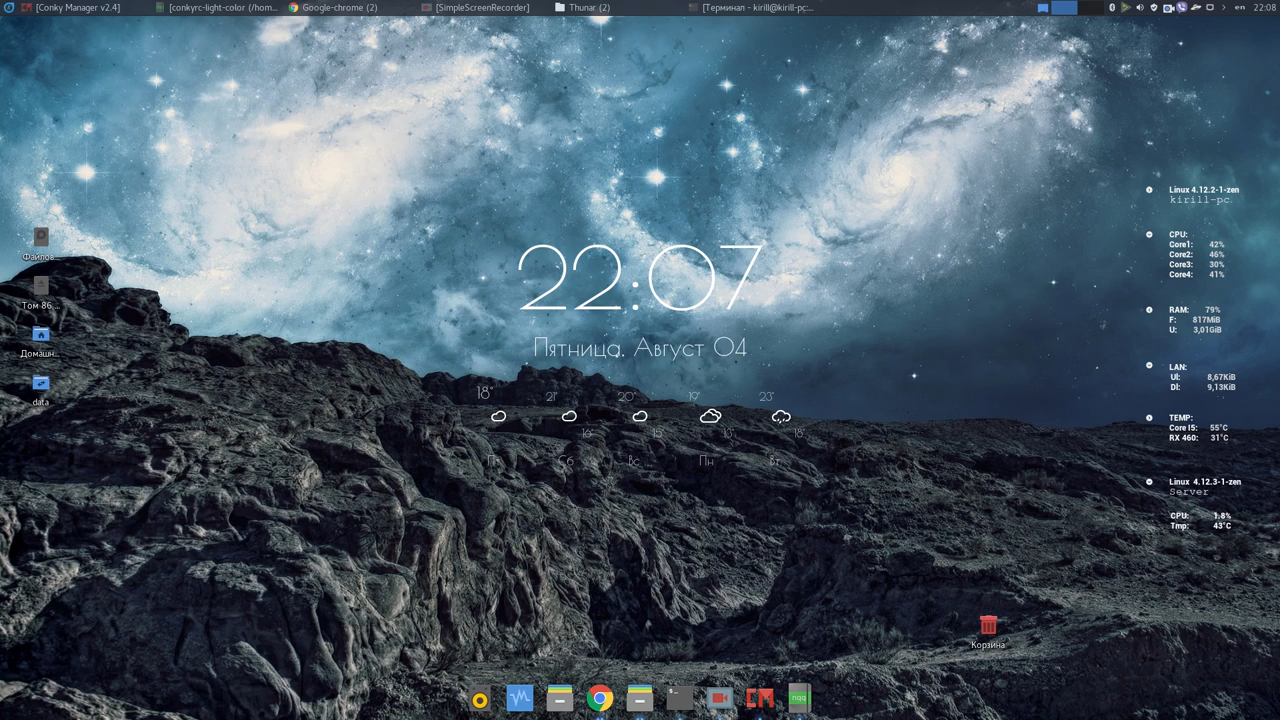 [Conky Manager v2.4] [conkyrc-light-color (/hom... Google-chrome (2) [SimpleScreenRecorder] Thunar (2) [Терминал - kirill@kirill-pc:... en 22:08
Linux 4.12.2-1-zen
kirill-pc
CPU:
Core1: 42%
Core2: 46%
Core3: 30%
Core4: 41%
Файлов...
22:07
Том 86...
RAM: 79%
F: 817MiB
U: 3,01GiB
Пятница, Август 04
Домашн...
LAN:
Ul: 8,67KiB
Dl: 9,13KiB
data
18° 21° 20° 19° 23°
TEMP:
Core I5: 55°C
RX 460: 31°C
16° 18°
Пт Сб Вс Пн Вт
Linux 4.12.3-1-zen
Server
CPU: 1.8%
Tmp: 43°C
Корзина
$_
nqq